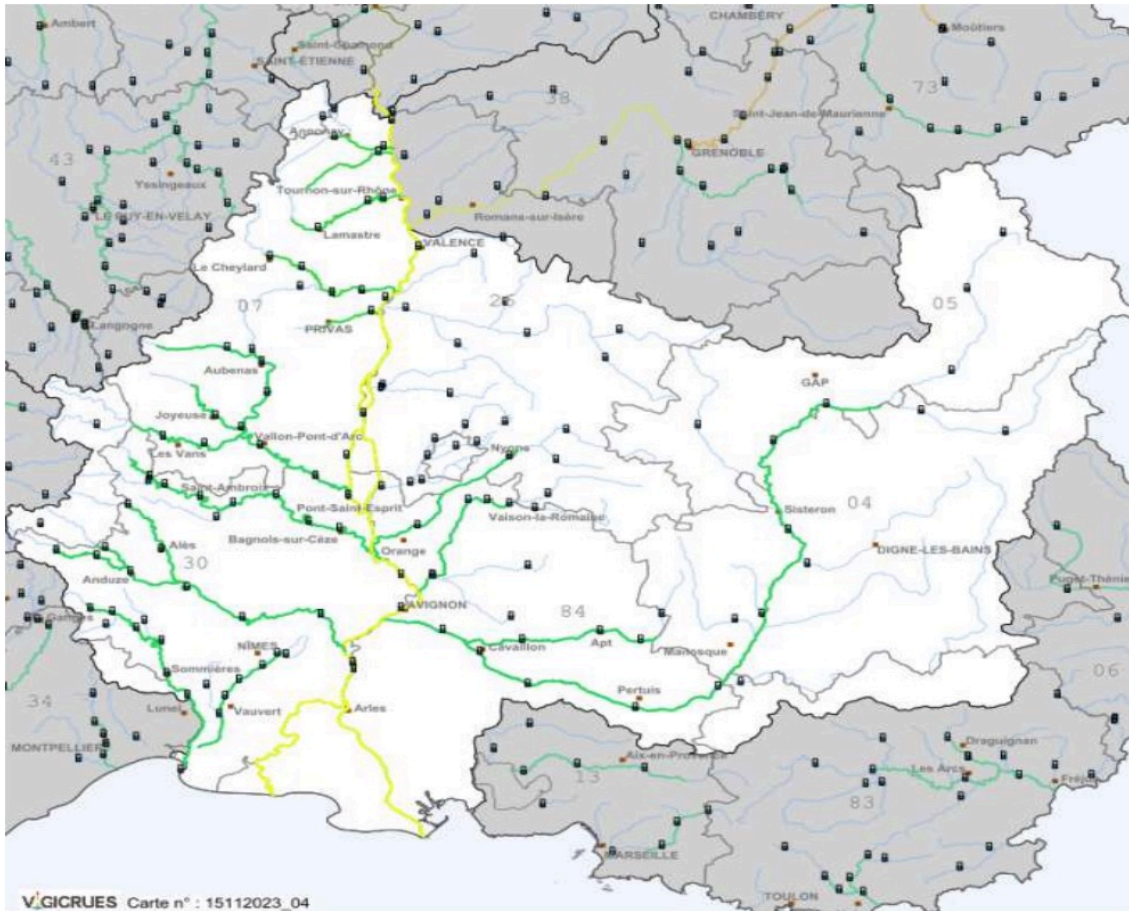 Ambert
CHAMBÉRY
Moûtiers
Saint-Chamond
SAINT-ÉTIENNE
38
73
Saint-Jean-de-Maurienne
Annonay
43
GRENOBLE
Yssingeaux
Tournon-sur-Rhône
LE PUY-EN-VELAY
Romans-sur-Isère
Lamastre
VALENCE
Le Cheylard
07
26
05
Langogne
PRIVAS
Aubenas
GAP
Joyeuse
Vallon-Pont-d'Arc
Les Vans
Nyons
Saint-Ambroix
Pont-Saint-Esprit
Vaison-la-Romaine
04
Sisteron
Bagnols-sur-Cèze
Orange
Alès
DIGNE-LES-BAINS
30
Anduze
AVIGNON
84
Ganges
NÎMES
Cavaillon
Apt
Manosque
Sommières
Pertuis
06
34
Lunel
Vauvert
Arles
MONTPELLIER
Aix-en-Provence
Draguignan
Les Arcs
13
83
MARSEILLE
TOULON
VIGICRUES Carte n° : 15112023_04